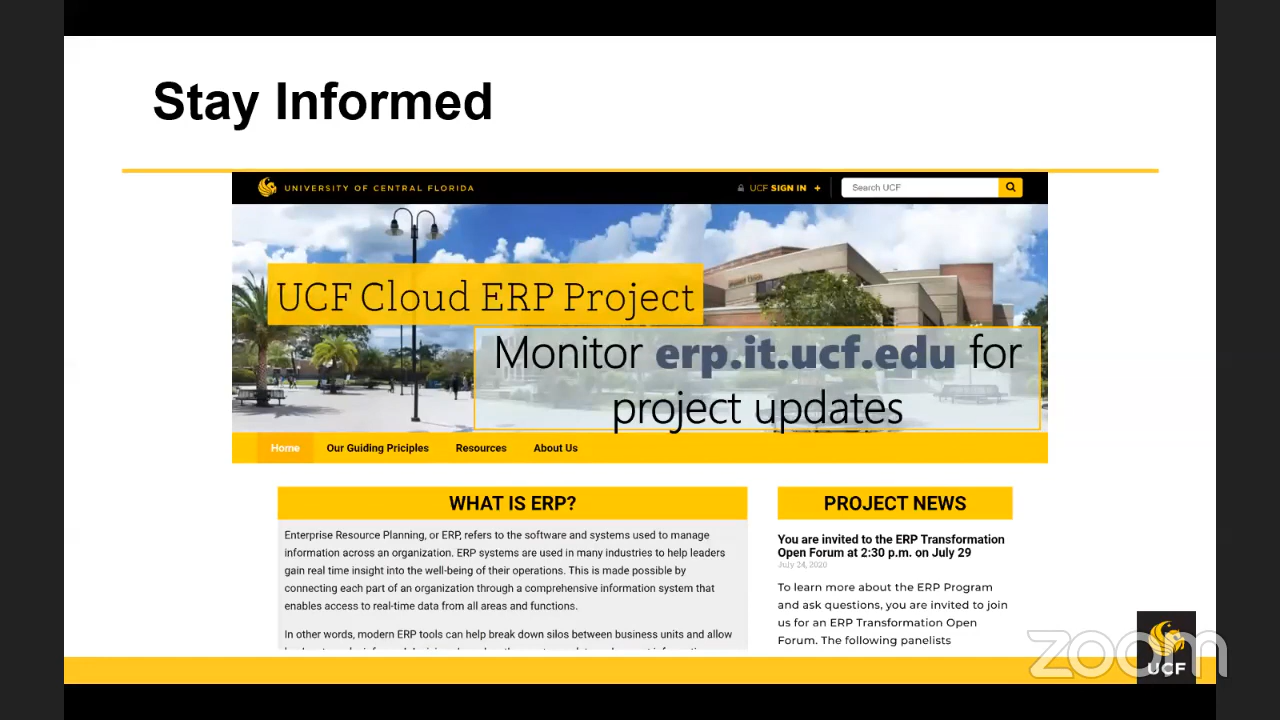 Stay Informed
UNIVERSITY OF CENTRAL FLORIDA
UCF SIGN IN +
Search UCF
UCF Cloud ERP Project
Monitor erp.it.ucf.edu for
project updates
Home Our Guiding Priciples Resources About Us
WHAT IS ERP?
Enterprise Resource Planning, or ERP, refers to the software and systems used to manage
information across an organization. ERP systems are used in many industries to help leaders
gain real time insight into the well-being of their operations. This is made possible by
connecting each part of an organization through a comprehensive information system that
enables access to real-time data from all areas and functions.
In other words, modern ERP tools can help break down silos between business units and allow
PROJECT NEWS
You are invited to the ERP Transformation
Open Forum at 2:30 p.m. on July 29
July 24, 2020
To learn more about the ERP Program
and ask questions, you are invited to join
us for an ERP Transformation Open
Forum. The following panelists
zoom
UCF